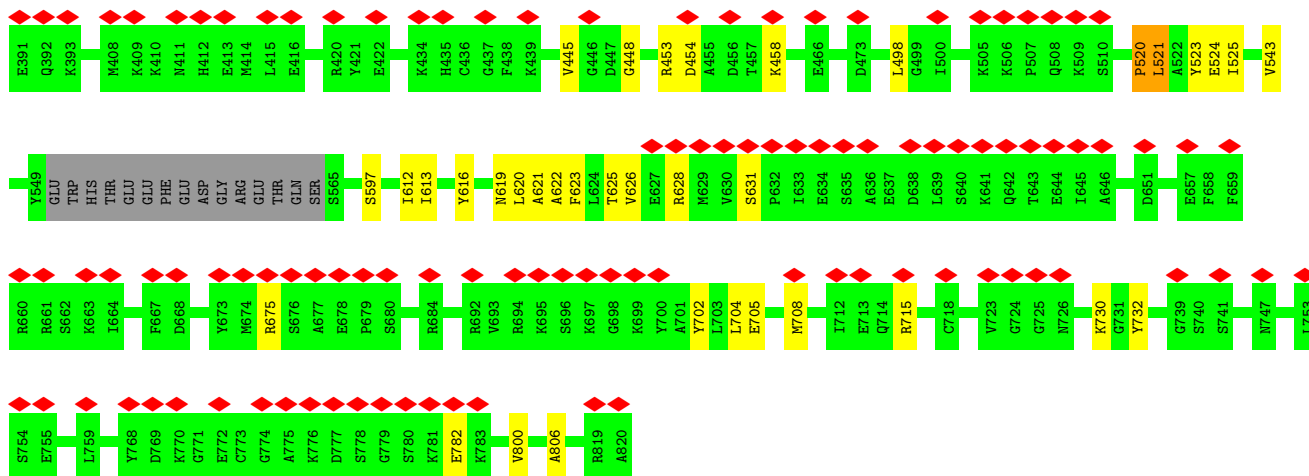 E391 Q392 K393 M408 K409 K410 N411 H412 E413 M414 L415 E416 R420 Y421 E422 K434 H435 C436 G437 F438 K439 V445 G446 D447 G448 R453 D454 A455 D456 T457 K458 E466 D473 L498 G499 I500 K505 K506 P507 Q508 K509 S510 P520 L521 A522 Y523 E524 I525 V543
Y549 GLU TRP HIS THR GLU GLU PHE GLU ASP GLY ARG GLU THR GLN SER S565 S597 I612 I613 Y616 N619 L620 A621 A622 F623 L624 T625 V626 E627 R628 M629 V630 S631 P632 I633 E634 S635 A636 D638 L639 S640 K641 Q642 T643 E644 I645 A646 D651 E657 F658 F659
R660 R661 S662 K663 I664 F667 D668 Y673 M674 R675 S676 A677 E678 P679 S680 R684 R692 V693 R694 K695 S696 K697 G698 K699 Y700 A701 Y702 L703 L704 E705 M708 I712 E713 Q714 R715 G718 V723 G724 G725 N726 K730 G731 Y732 G739 S740 S741 N747 L753
S754 E755 L759 Y768 D769 K770 G771 E772 C773 G774 A775 K776 D777 S778 G779 S780 K781 E782 K783 V800 A806 R819 A820